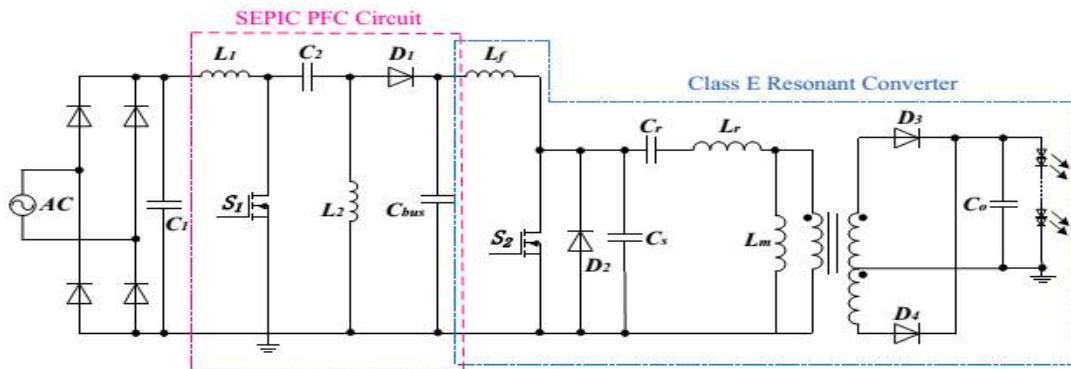 SEPIC PFC Circuit
Class E Resonant Converter
L1
C2
D1
Lf
Cr
Lr
D3
AC
C1
S1
L2
Cbus
S2
D2
Cs
Lm
Co
D4